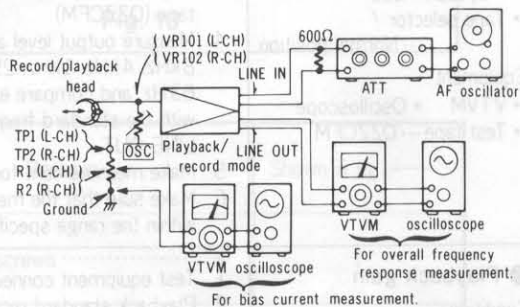 VR101 (L-CH)
VR102 (R-CH)
600Ω
Record/playback
head
LINE IN
ATT
AF oscillator
TP1 (L-CH)
TP2 (R-CH)
R1 (L-CH)
R2 (R-CH)
Ground
OSC
Playback/
record mode
LINE OUT
VTVM
oscilloscope
VTVM
oscilloscope
For overall frequency
response measurement.
For bias current measurement.